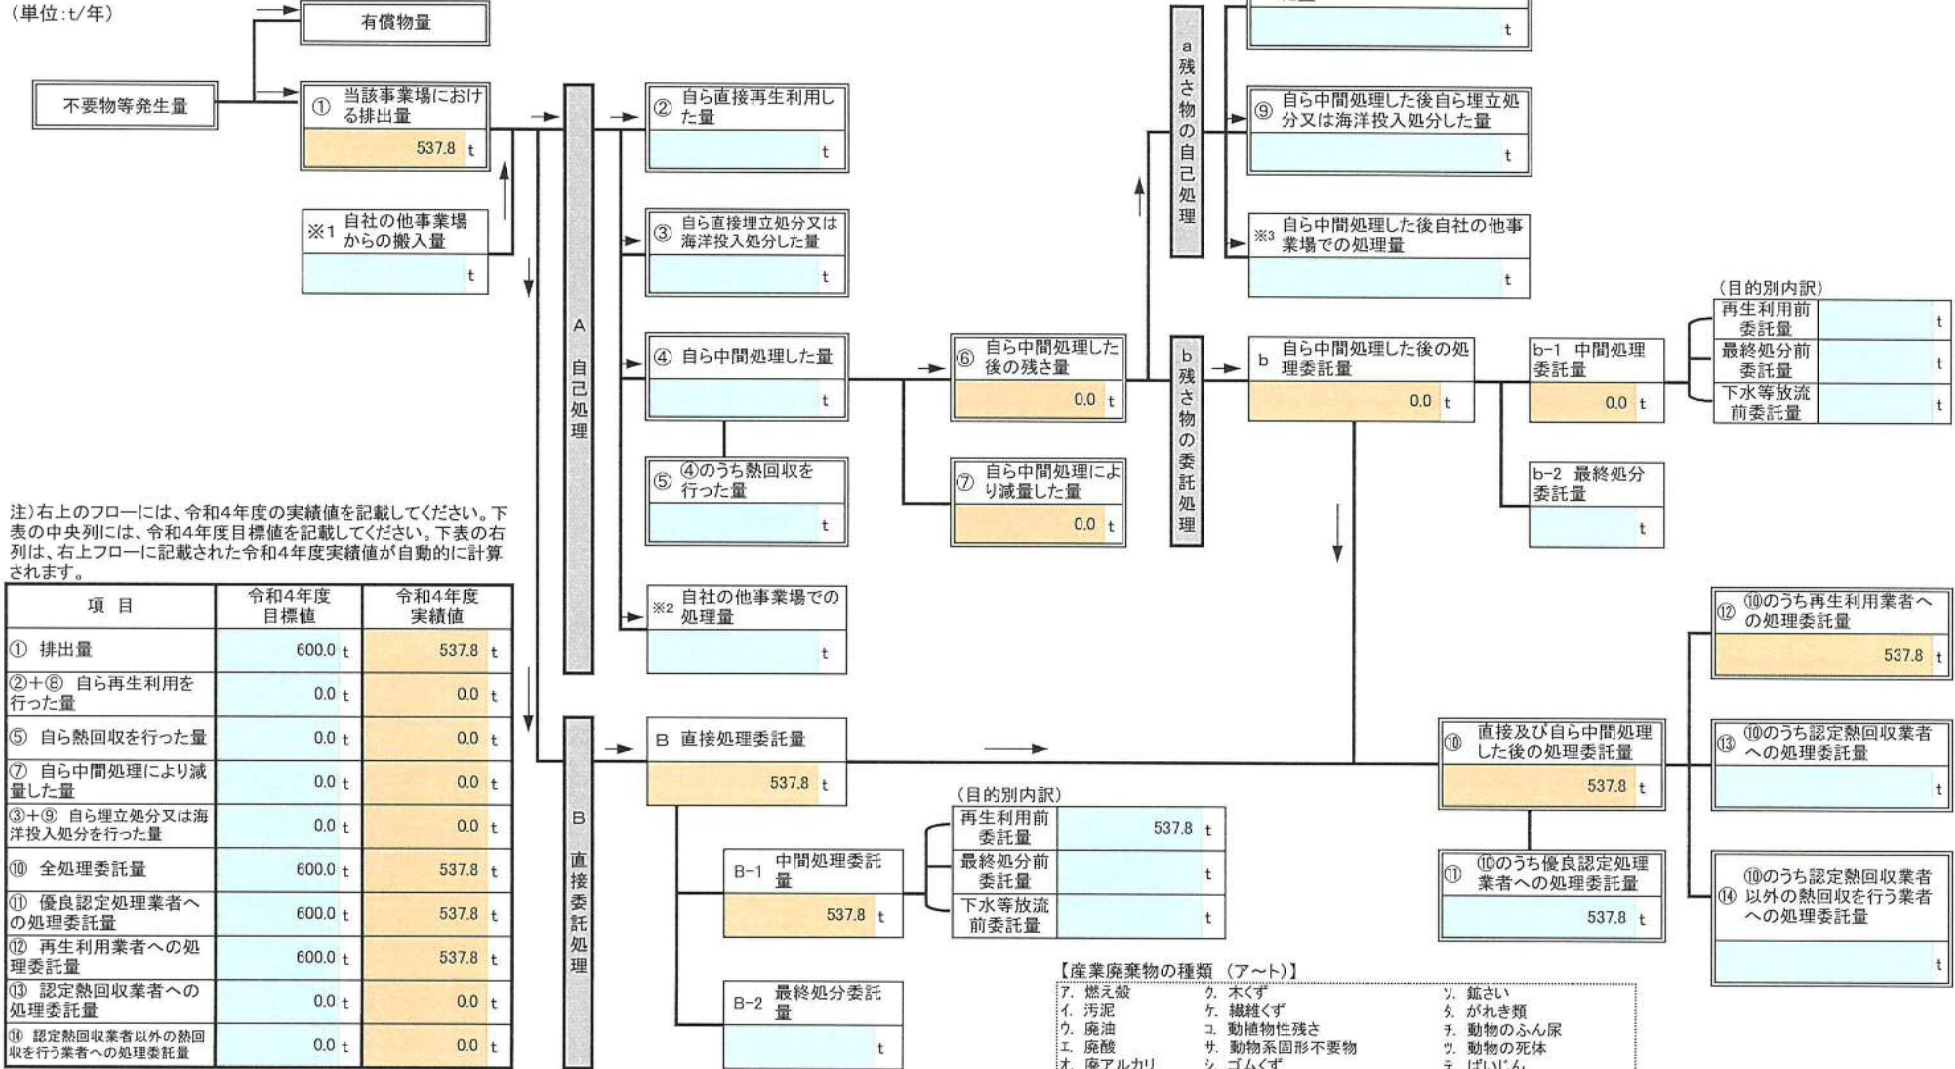 (単位:t/年)
有償物量
不要物等発生量
① 当該事業場におけ
る排出量
537.8 t
※1 自社の他事業場
からの搬入量
t
A 自己処理
② 自ら直接再生利用し
た量
t
③ 自ら直接埋立処分又は
海洋投入処分した量
t
④ 自ら中間処理した量
t
⑤ ④のうち熱回収を
行った量
t
※2 自社の他事業場での
処理量
t
⑥ 自ら中間処理した
後の残さ量
0.0 t
⑦ 自ら中間処理によ
り減量した量
0.0 t
a 残さ物の自己処理
t
⑨ 自ら中間処理した後自ら埋立処
分又は海洋投入処分した量
t
※3 自ら中間処理した後自社の他事
業場での処理量
t
b 残さ物の委託処理
b 自ら中間処理した後の処
理委託量
0.0 t
b-1 中間処理
委託量
0.0 t
b-2 最終処分
委託量
t
(目的別内訳)
再生利用前
委託量 t
最終処分前
委託量 t
下水等放流
前委託量 t
注)右上のフローには、令和4年度の実績値を記載してください。下
表の中央列には、令和4年度目標値を記載してください。下表の右
列は、右上フローに記載された令和4年度実績値が自動的に計算
されます。
項 目 令和4年度 目標値 令和4年度 実績値
① 排出量 600.0 t 537.8 t
②+⑧ 自ら再生利用を
行った量 0.0 t 0.0 t
⑤ 自ら熱回収を行った量 0.0 t 0.0 t
⑦ 自ら中間処理により減
量した量 0.0 t 0.0 t
③+⑨ 自ら埋立処分又は海
洋投入処分を行った量 0.0 t 0.0 t
⑩ 全処理委託量 600.0 t 537.8 t
⑪ 優良認定処理業者へ
の処理委託量 600.0 t 537.8 t
⑫ 再生利用業者への処
理委託量 600.0 t 537.8 t
⑬ 認定熱回収業者への
処理委託量 0.0 t 0.0 t
⑭ 認定熱回収業者以外の熱回
収を行う業者への処理委託量 0.0 t 0.0 t
B 直接委託処理
B 直接処理委託量
537.8 t
B-1 中間処理委託
量
537.8 t
B-2 最終処分委託
量
t
(目的別内訳)
再生利用前
委託量 537.8 t
最終処分前
委託量 t
下水等放流
前委託量 t
⑩ 直接及び自ら中間処理
した後の処理委託量
537.8 t
⑪ ⑩のうち優良認定処理
業者への処理委託量
537.8 t
⑫ ⑩のうち再生利用業者へ
の処理委託量
537.8 t
⑬ ⑩のうち認定熱回収業者
への処理委託量
t
⑭ ⑩のうち認定熱回収業者
以外の熱回収を行う業者
への処理委託量
t
【産業廃棄物の種類 (ア~ト)】
ア. 燃え殻 ク. 木くず ソ. 鉱さい
イ. 汚泥 ケ. 繊維くず タ. がれき類
ウ. 廃油 コ. 動植物性残さ チ. 動物のふん尿
エ. 廃酸 サ. 動物系固形不要物 ツ. 動物の死体
オ. 廃アルカリ シ. ゴムくず テ. ばいじん